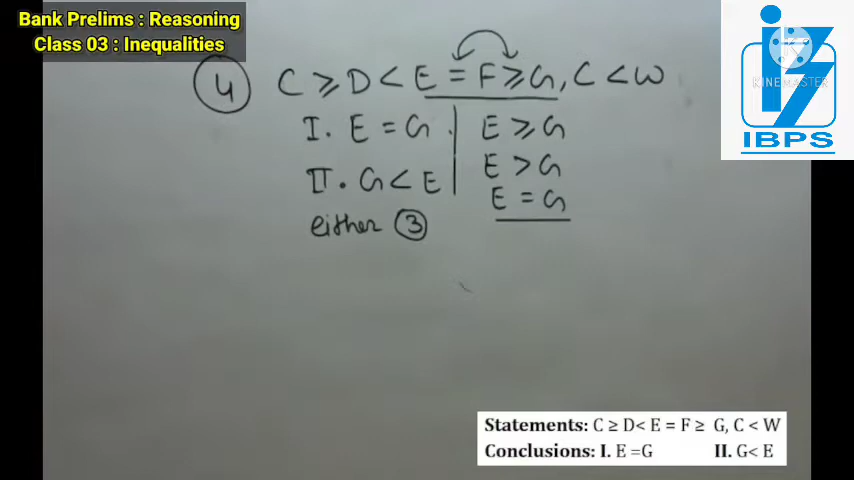 Bank Prelims : Reasoning
Class 03 : Inequalities
4 C ≥ D < E = F ≥ G, C < W
I. E = G
E ≥ G
II. G < E
E > G
E = G
either 3
KINEMASTER
IBPS
Statements: C ≥ D< E = F ≥ G, C < W
Conclusions: I. E =G II. G< E